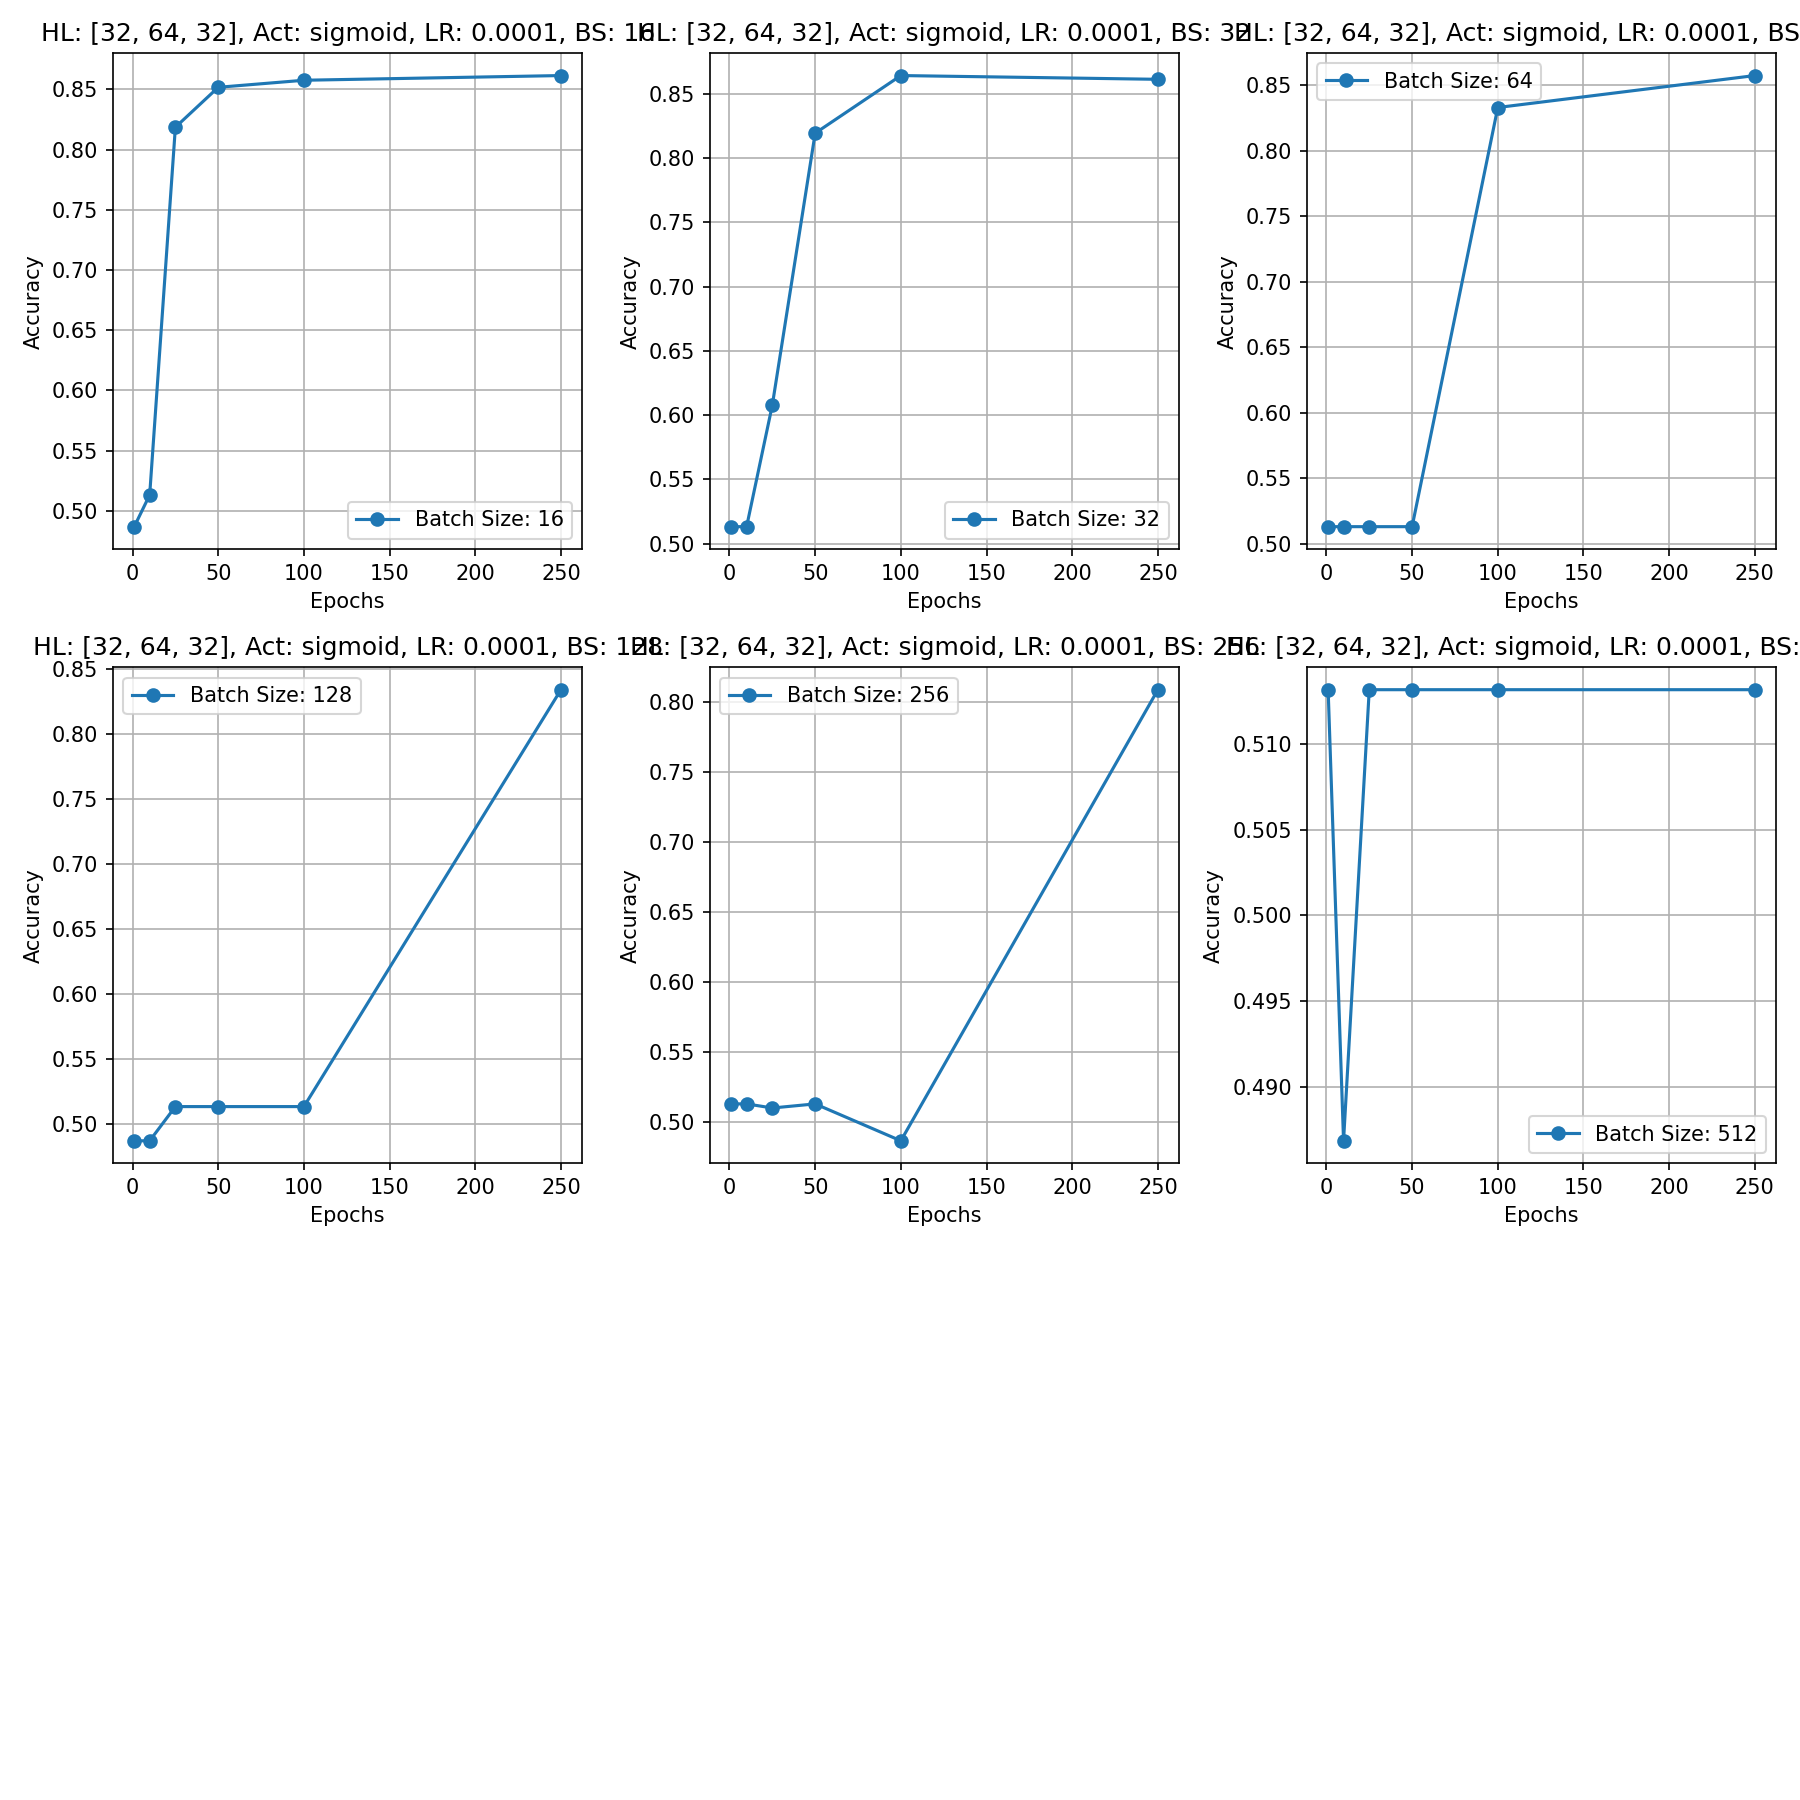 HL: [32, 64, 32], Act: sigmoid, LR: 0.0001, BS: 16
0.85
0.80
0.75
0.70
0.65
0.60
0.55
0.50
Accuracy
Batch Size: 16
0 50 100 150 200 250
Epochs
HL: [32, 64, 32], Act: sigmoid, LR: 0.0001, BS: 32
0.85
0.80
0.75
0.70
0.65
0.60
0.55
0.50
Accuracy
Batch Size: 32
0 50 100 150 200 250
Epochs
HL: [32, 64, 32], Act: sigmoid, LR: 0.0001, BS
Batch Size: 64
0.85
0.80
0.75
0.70
0.65
0.60
0.55
0.50
Accuracy
0 50 100 150 200 250
Epochs
HL: [32, 64, 32], Act: sigmoid, LR: 0.0001, BS: 128
Batch Size: 128
0.85
0.80
0.75
0.70
0.65
0.60
0.55
0.50
Accuracy
0 50 100 150 200 250
Epochs
HL: [32, 64, 32], Act: sigmoid, LR: 0.0001, BS: 256
Batch Size: 256
0.80
0.75
0.70
0.65
0.60
0.55
0.50
Accuracy
0 50 100 150 200 250
Epochs
HL: [32, 64, 32], Act: sigmoid, LR: 0.0001, BS:
0.510
0.505
0.500
0.495
0.490
Accuracy
Batch Size: 512
0 50 100 150 200 250
Epochs